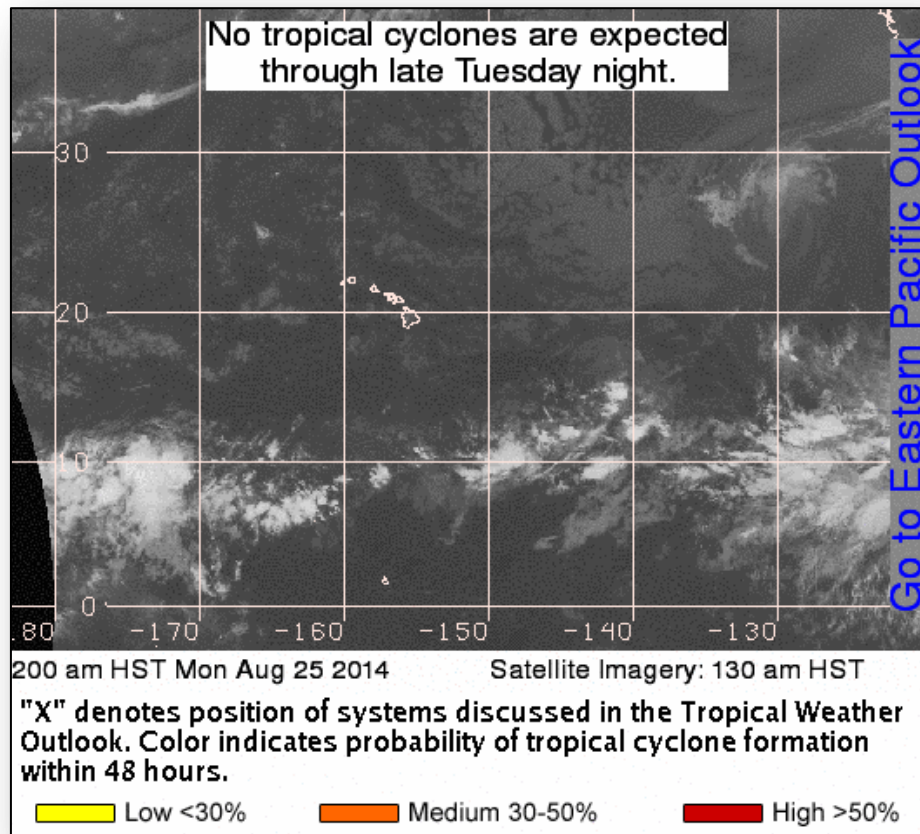 No tropical cyclones are expected
through late Tuesday night.
Go to Eastern Pacific Outlook
30
20
10
0
.80 -170 -160 -150 -140 -130
200 am HST Mon Aug 25 2014 Satellite Imagery: 130 am HST
"X" denotes position of systems discussed in the Tropical Weather
Outlook. Color indicates probability of tropical cyclone formation
within 48 hours.
Low <30% Medium 30-50% High >50%